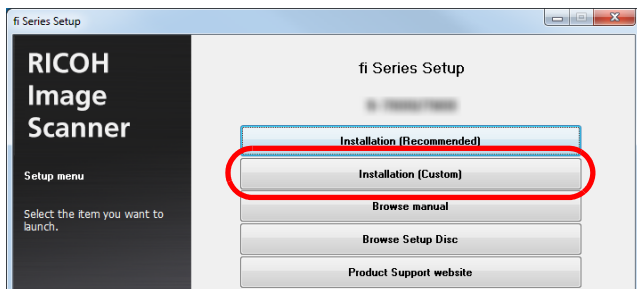 fi Series Setup
RICOH
Image
Scanner
Setup menu
Select the item you want to
launch.
fi Series Setup
Installation (Recommended)
Installation (Custom)
Browse manual
Browse Setup Disc
Product Support website